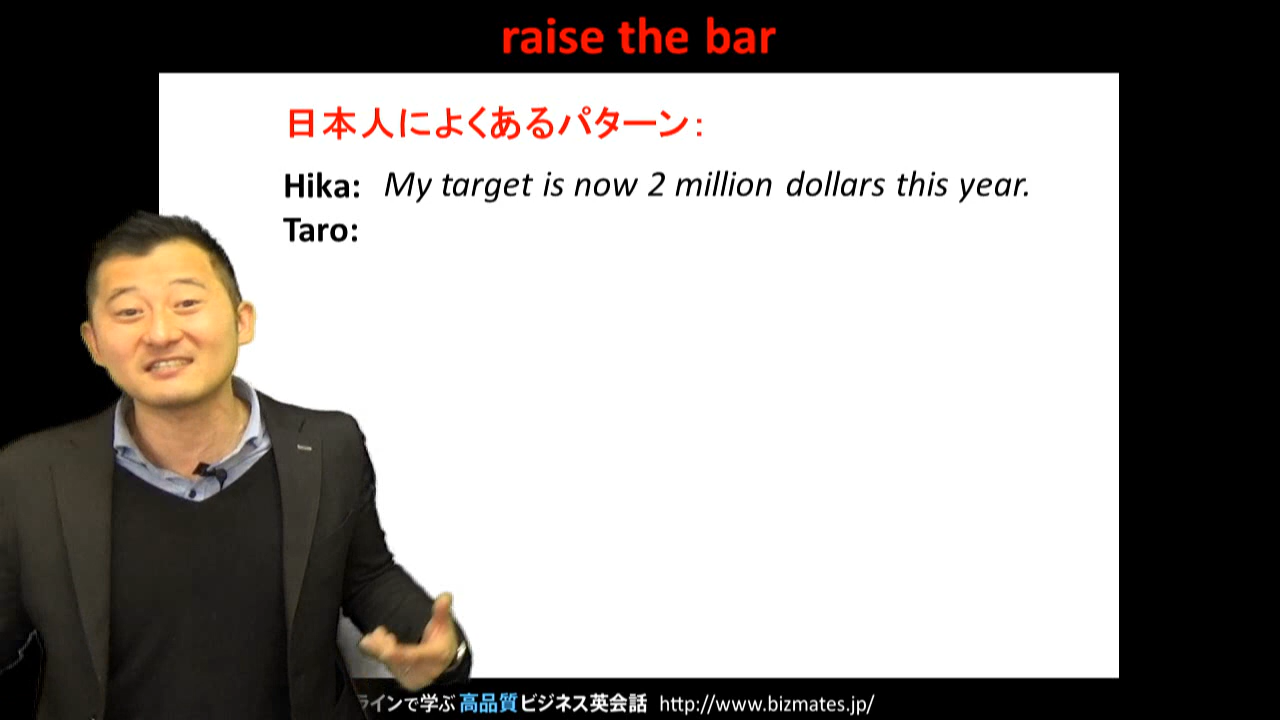 raise the bar
日本人によくあるパターン：
Hika: My target is now 2 million dollars this year.
Taro:
ラインで学ぶ 高品質 ビジネス英会話 http://www.bizmates.jp/